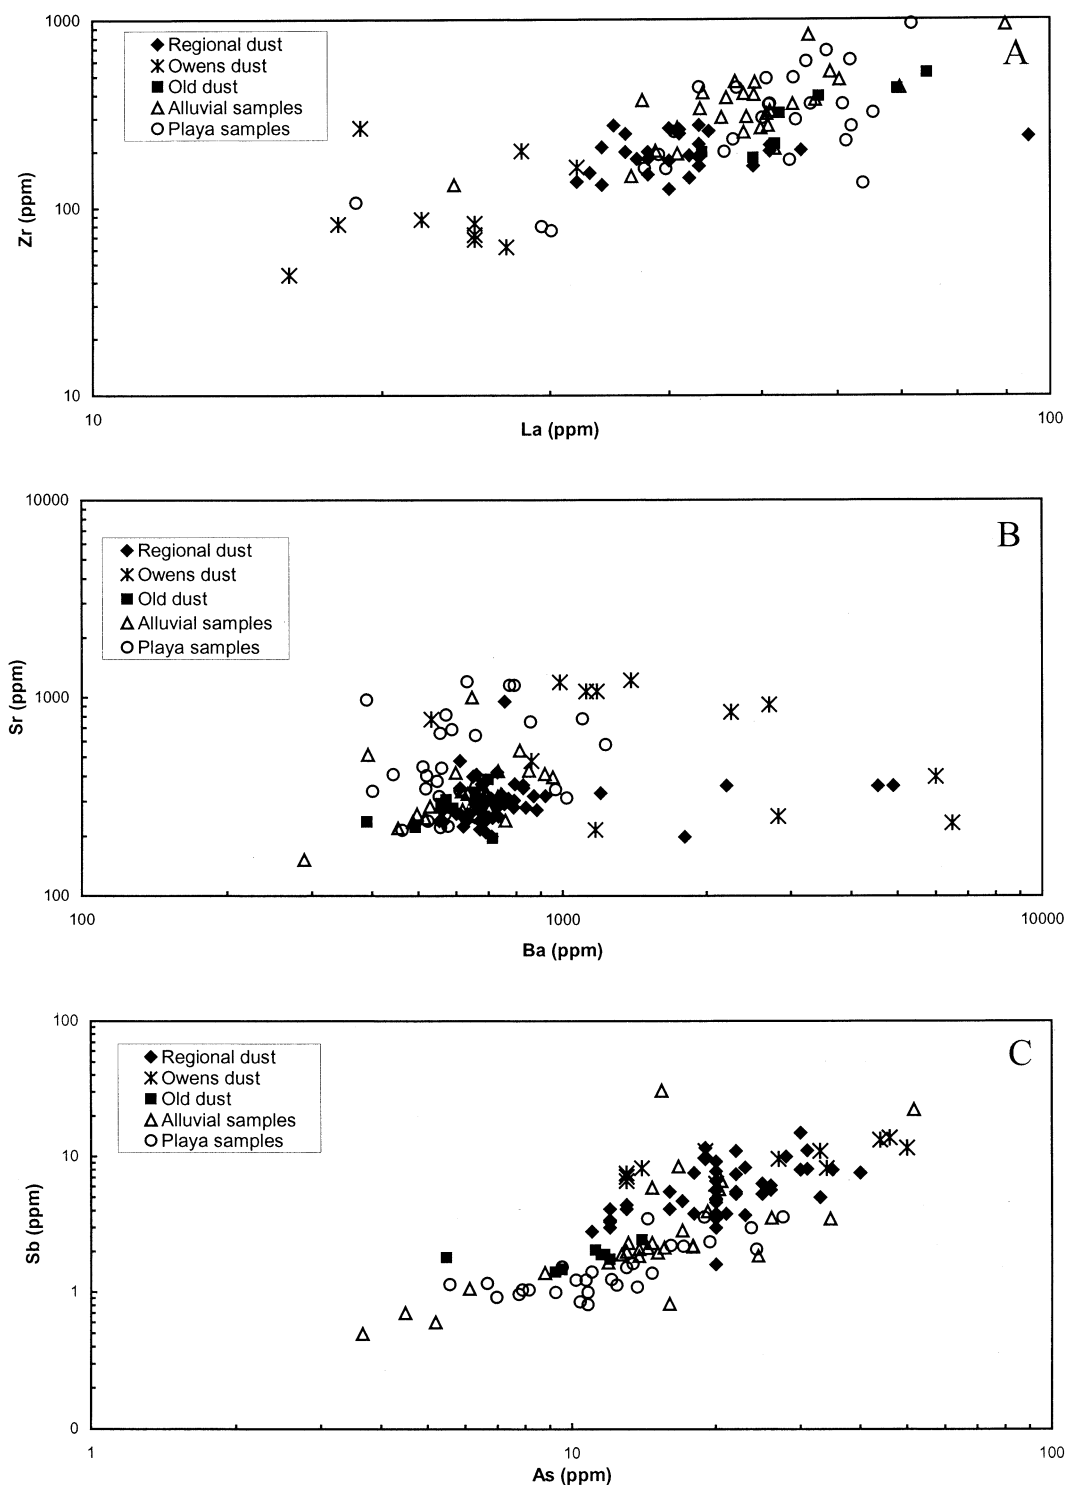 1000
A
Regional dust
Owens dust
Old dust
Alluvial samples
Playa samples
Zr (ppm)
100
10
10
100
La (ppm)
10000
B
Regional dust
Owens dust
Old dust
Alluvial samples
Playa samples
Sr (ppm)
1000
100
100
1000
10000
Ba (ppm)
100
C
Regional dust
Owens dust
Old dust
Alluvial samples
Playa samples
Sb (ppm)
10
1
0
1
10
100
As (ppm)